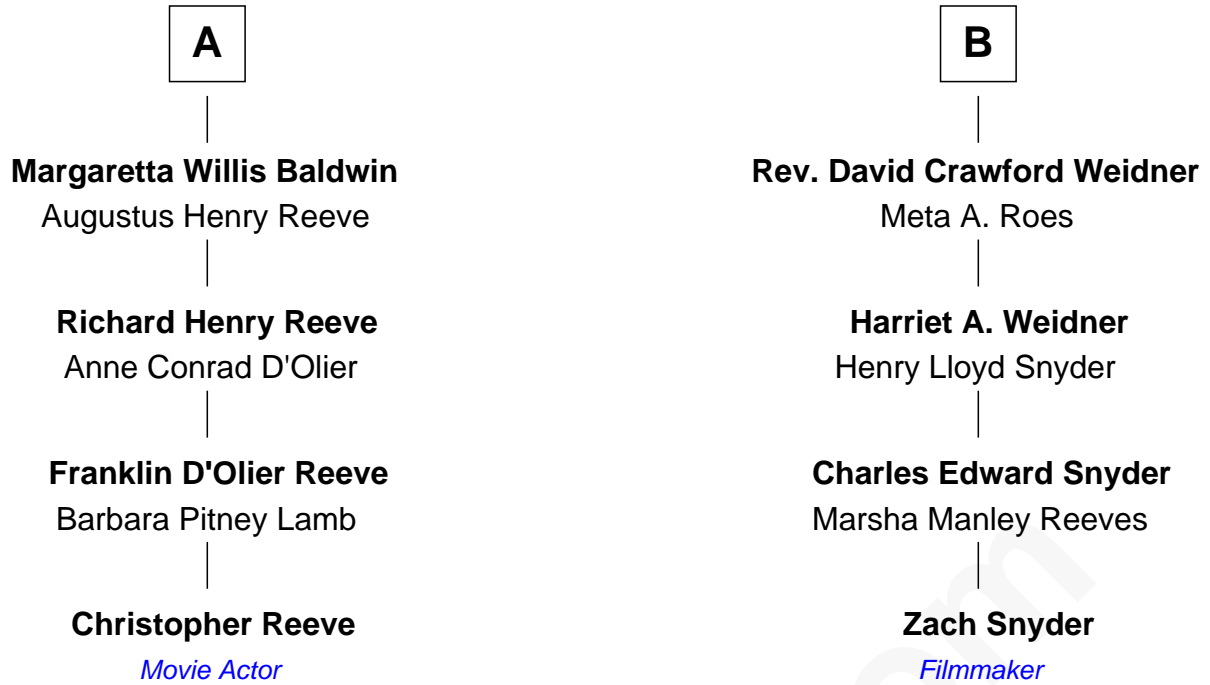 A
Margaretta Willis Baldwin
Augustus Henry Reeve
Richard Henry Reeve
Anne Conrad D'Olier
Franklin D'Olier Reeve
Barbara Pitney Lamb
Christopher Reeve
Movie Actor
B
Rev. David Crawford Weidner
Meta A. Roes
Harriet A. Weidner
Henry Lloyd Snyder
Charles Edward Snyder
Marsha Manley Reeves
Zach Snyder
Filmmaker